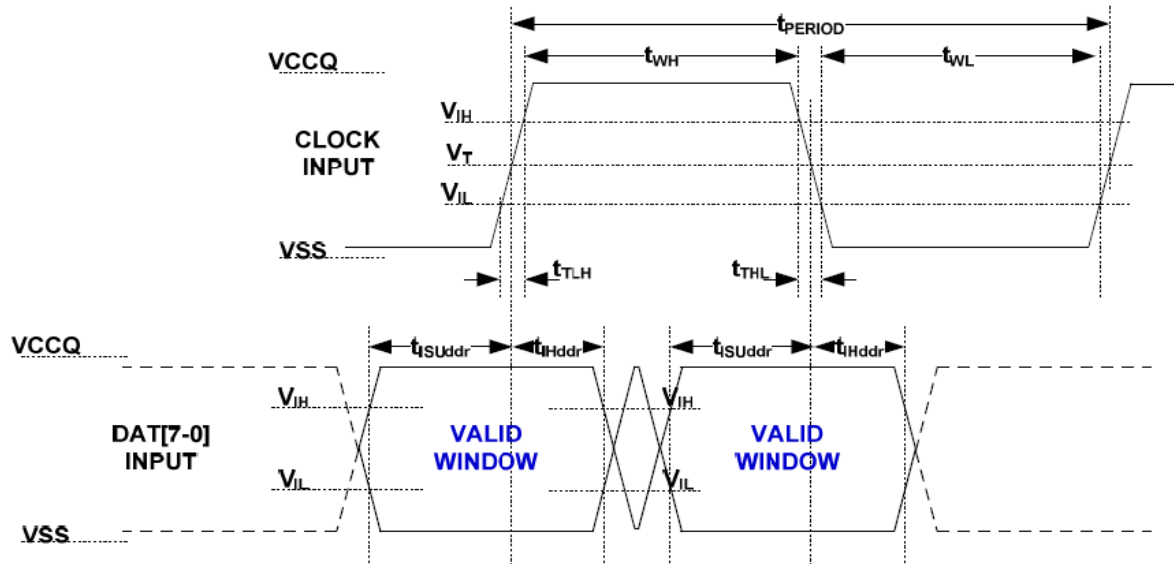 tPERIOD
VCCQ
tWH
tWL
VIH
CLOCK
INPUT
VT
VIL
VSS
tTLH
tTHL
VCCQ
tISUddr
tIHddr
tISUddr
tIHddr
VIH
VIH
DAT[7-0]
INPUT
VALID
WINDOW
VALID
WINDOW
VIL
VIL
VSS